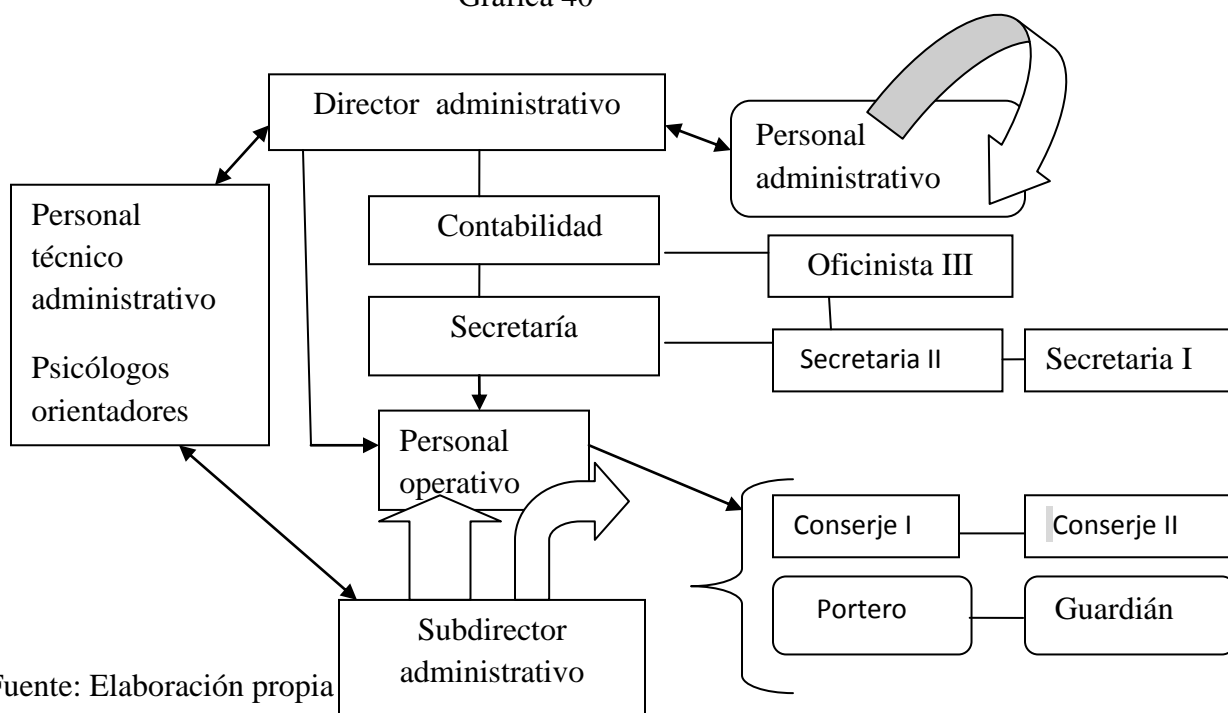 Gráfica 40
Director administrativo
Personal
administrativo
Personal
técnico
administrativo
Psicólogos
orientadores
Contabilidad
Oficinista III
Secretaría
Secretaria II
Secretaria I
Personal
operativo
Conserje I
Conserje II
Portero
Guardián
Subdirector
administrativo
Fuente: Elaboración propia